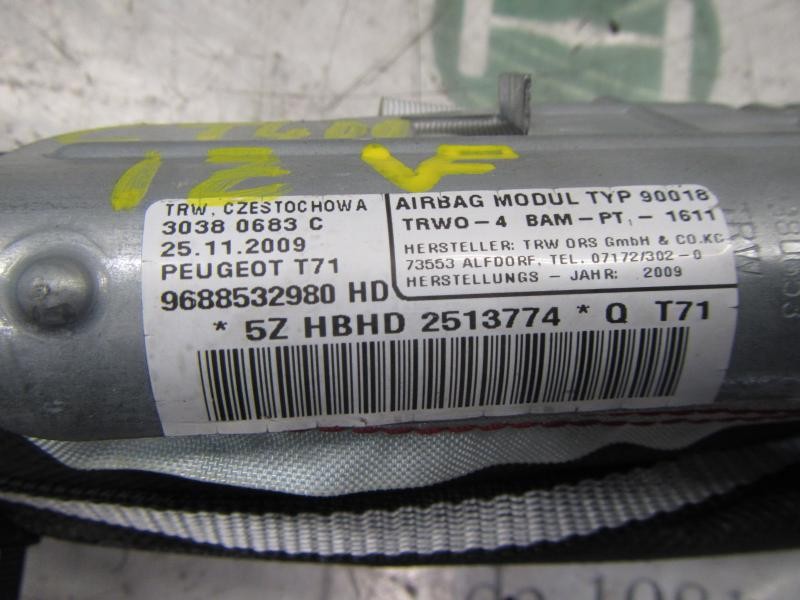 TRW, CZESTOCHOWA
3038 0683 C
25.11.2009
PEUGEOT T71
9688532980 HD
AIRBAG MODUL TYP 90018
TRWO-4 BAM-PT, - 1611
HERSTELLER: TRW ORS GmbH & CO.KG
73553 ALFDORF, TEL. 07172/302-0
HERSTELLUNGS - JAHR: 2009
* 5Z HBHD 2513774 * Q T71
TRW